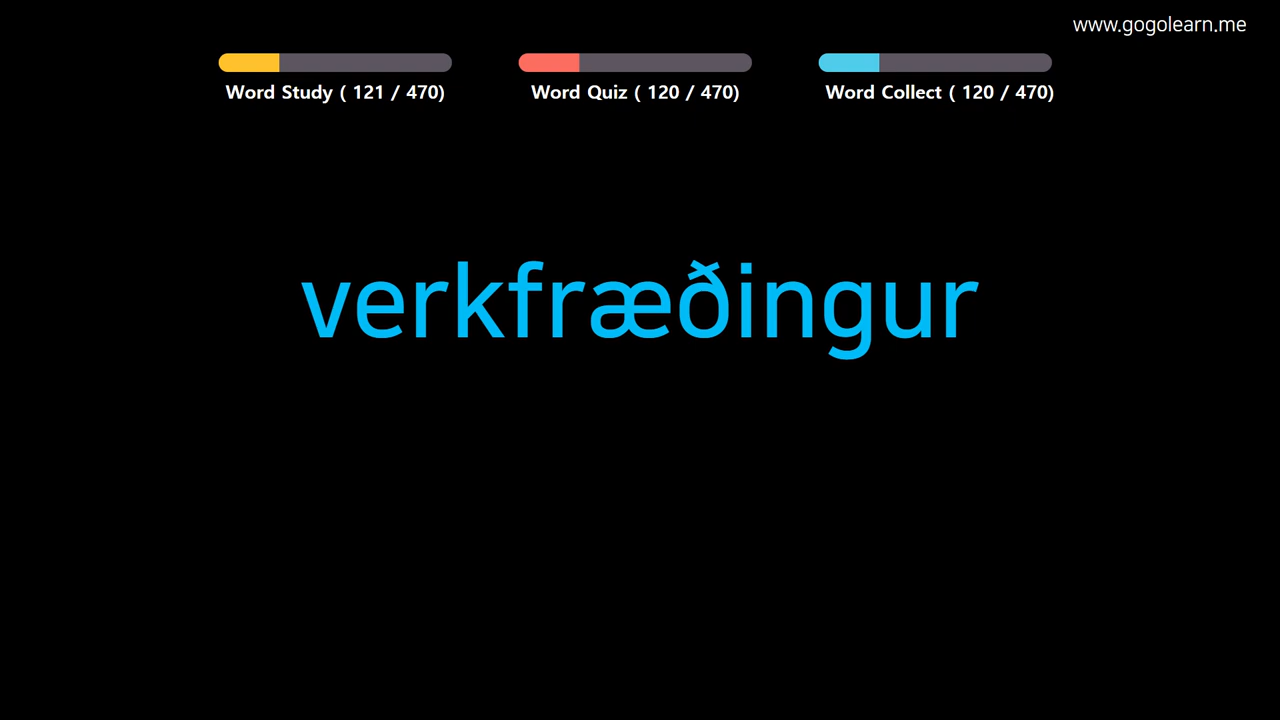 www.gogolearn.me
Word Study ( 121 / 470)
Word Quiz ( 120 / 470)
Word Collect ( 120 / 470)
verkfræðingur